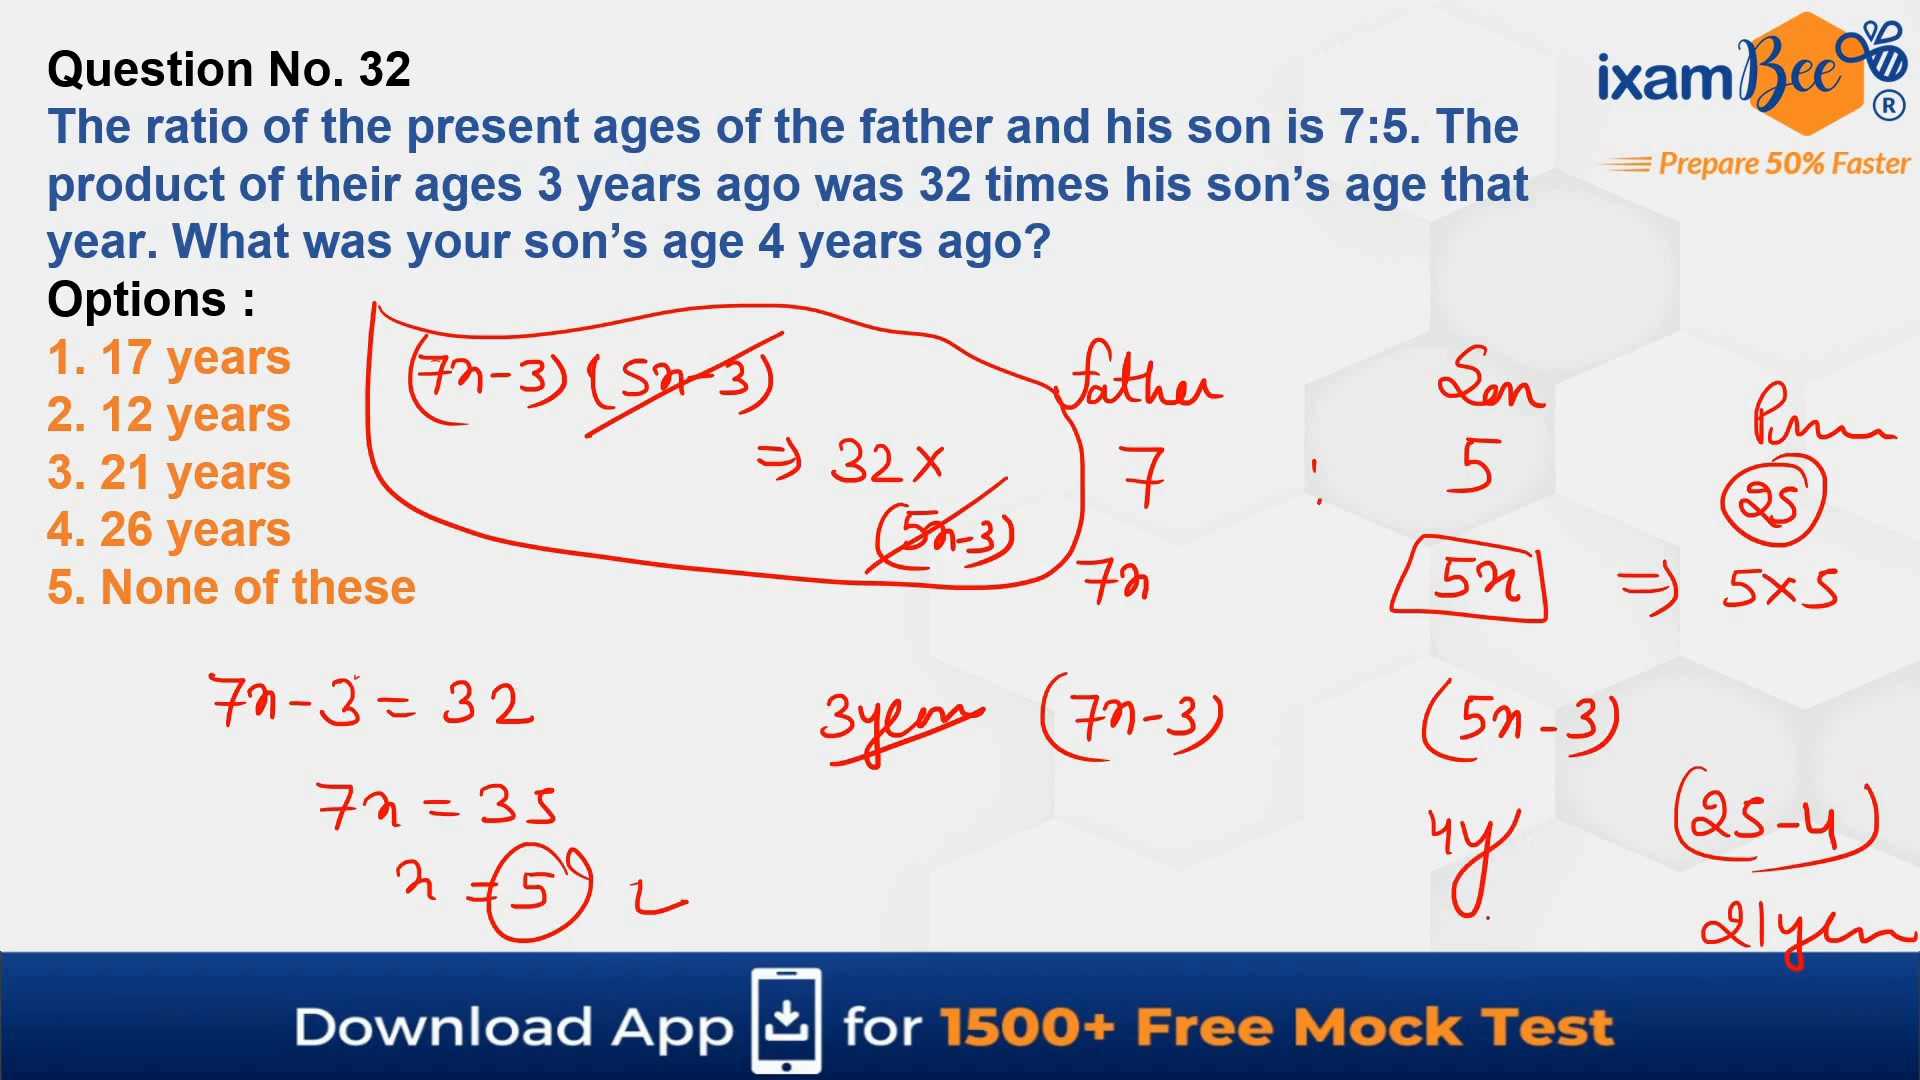 Question No. 32
The ratio of the present ages of the father and his son is 7:5. The
product of their ages 3 years ago was 32 times his son’s age that
year. What was your son’s age 4 years ago?
Options :
1. 17 years
2. 12 years
3. 21 years
4. 26 years
5. None of these
ixamBee ®
Prepare 50% Faster
(7x-3) (5x-3)
⇒ 32 ×
(5x-3)
father Son
7 : 5
25
7x 5x ⇒ 5×5
7x-3 = 32
7x = 35
x = 5
(7x-3) (5x-3)
4y (25-4)
Download App for 1500+ Free Mock Test